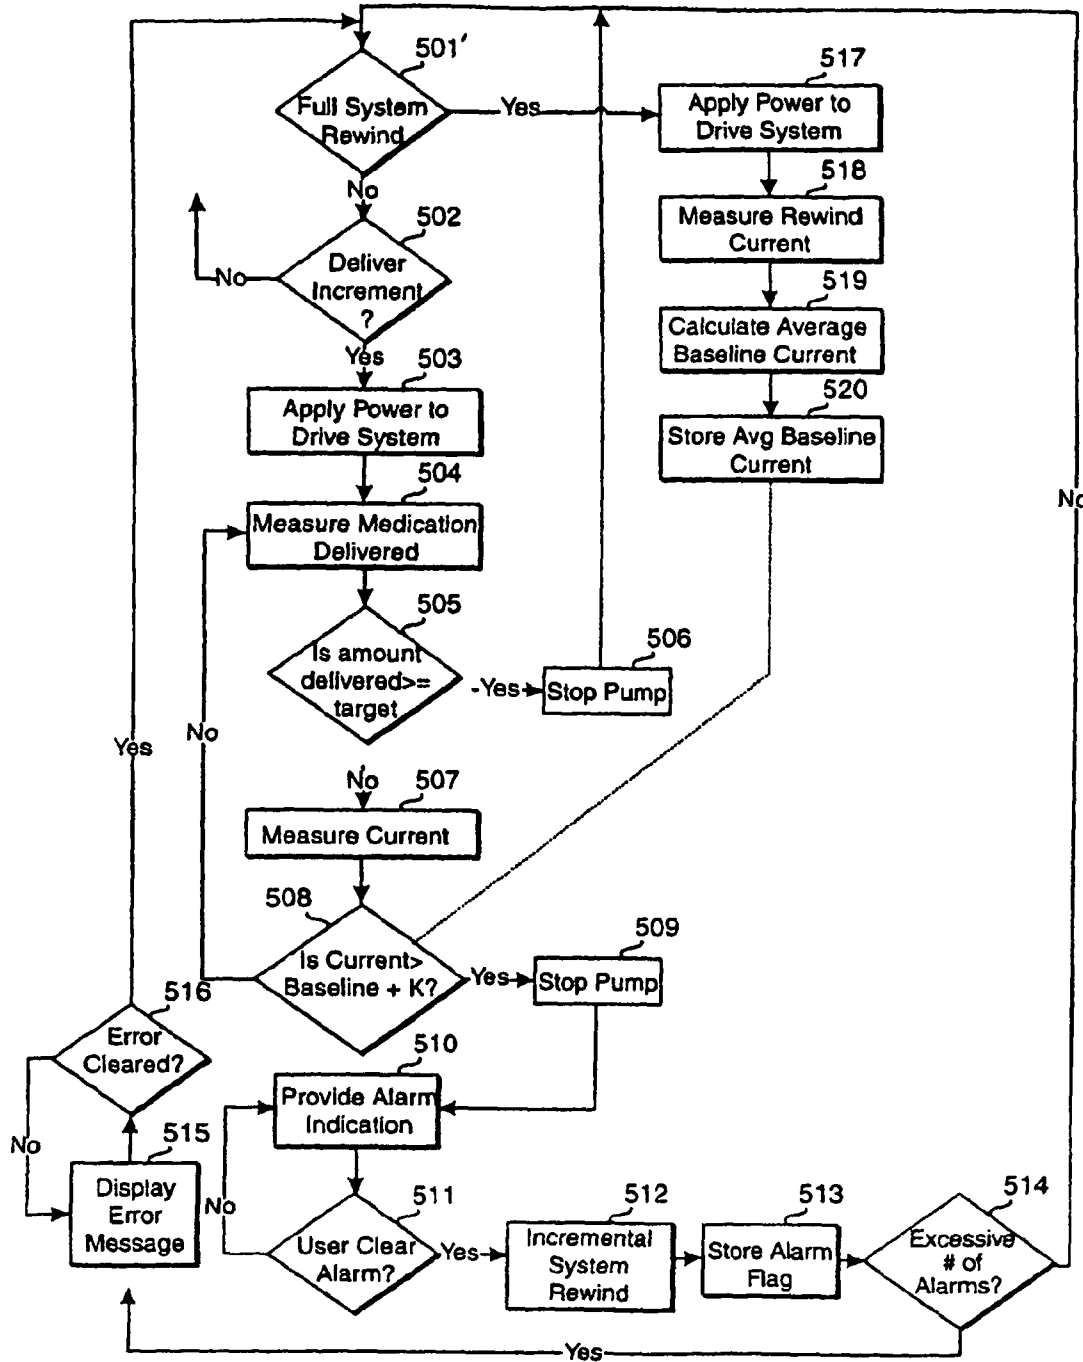 501'
Full System
Rewind
Yes
No
517
Apply Power to
Drive System
518
Measure Rewind
Current
519
Calculate Average
Baseline Current
520
Store Avg Baseline
Current
502
Deliver
Increment
?
No
Yes
503
Apply Power to
Drive System
504
Measure Medication
Delivered
505
Is amount
delivered>=
target
-Yes
506
Stop Pump
No
507
Measure Current
508
Is Current>
Baseline + K?
No
Yes
509
Stop Pump
510
Provide Alarm
Indication
511
User Clear
Alarm?
No
Yes
512
Incremental
System
Rewind
513
Store Alarm
Flag
514
Excessive
# of
Alarms?
No
Yes
515
Display
Error
Message
516
Error
Cleared?
No
Yes